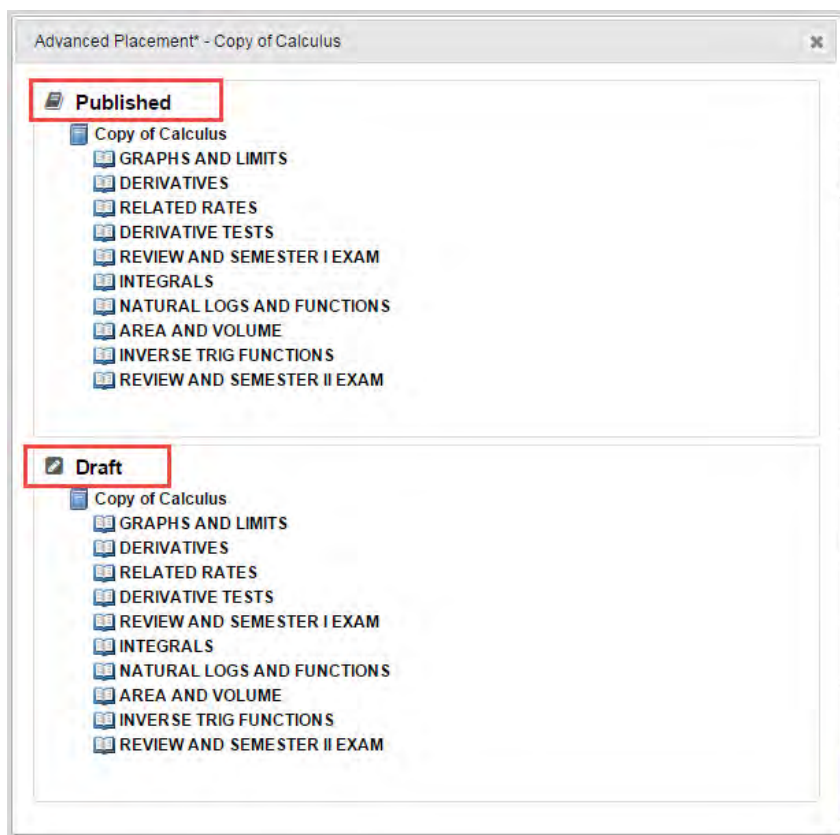 Advanced Placement* - Copy of Calculus
Published
Copy of Calculus
GRAPHS AND LIMITS
DERIVATIVES
RELATED RATES
DERIVATIVE TESTS
REVIEW AND SEMESTER I EXAM
INTEGRALS
NATURAL LOGS AND FUNCTIONS
AREA AND VOLUME
INVERSE TRIG FUNCTIONS
REVIEW AND SEMESTER II EXAM
Draft
Copy of Calculus
GRAPHS AND LIMITS
DERIVATIVES
RELATED RATES
DERIVATIVE TESTS
REVIEW AND SEMESTER I EXAM
INTEGRALS
NATURAL LOGS AND FUNCTIONS
AREA AND VOLUME
INVERSE TRIG FUNCTIONS
REVIEW AND SEMESTER II EXAM